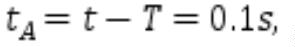 t_A = t − T = 0.1s,